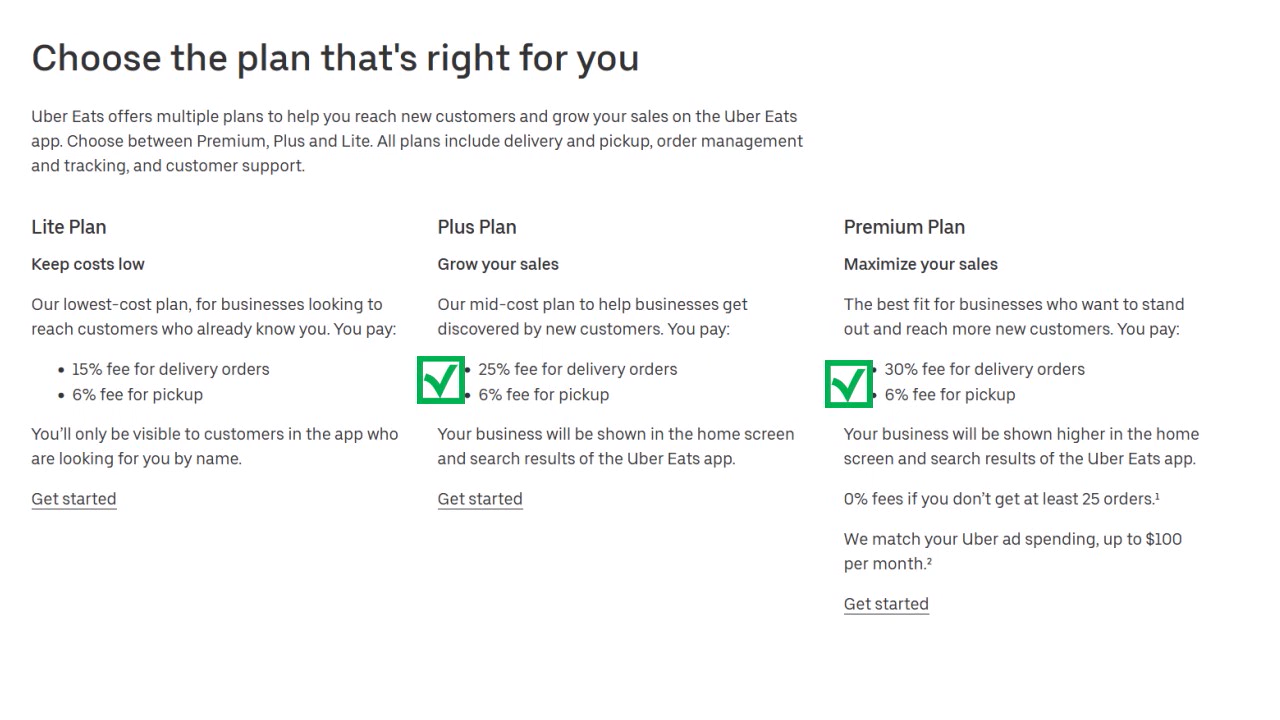 Choose the plan that's right for you
Uber Eats offers multiple plans to help you reach new customers and grow your sales on the Uber Eats
app. Choose between Premium, Plus and Lite. All plans include delivery and pickup, order management
and tracking, and customer support.
Lite Plan
Keep costs low
Our lowest-cost plan, for businesses looking to
reach customers who already know you. You pay:
• 15% fee for delivery orders
• 6% fee for pickup
You’ll only be visible to customers in the app who
are looking for you by name.
Get started
Plus Plan
Grow your sales
Our mid-cost plan to help businesses get
discovered by new customers. You pay:
• 25% fee for delivery orders
• 6% fee for pickup
Your business will be shown in the home screen
and search results of the Uber Eats app.
Get started
Premium Plan
Maximize your sales
The best fit for businesses who want to stand
out and reach more new customers. You pay:
• 30% fee for delivery orders
• 6% fee for pickup
Your business will be shown higher in the home
screen and search results of the Uber Eats app.
0% fees if you don’t get at least 25 orders.¹
We match your Uber ad spending, up to $100
per month.²
Get started